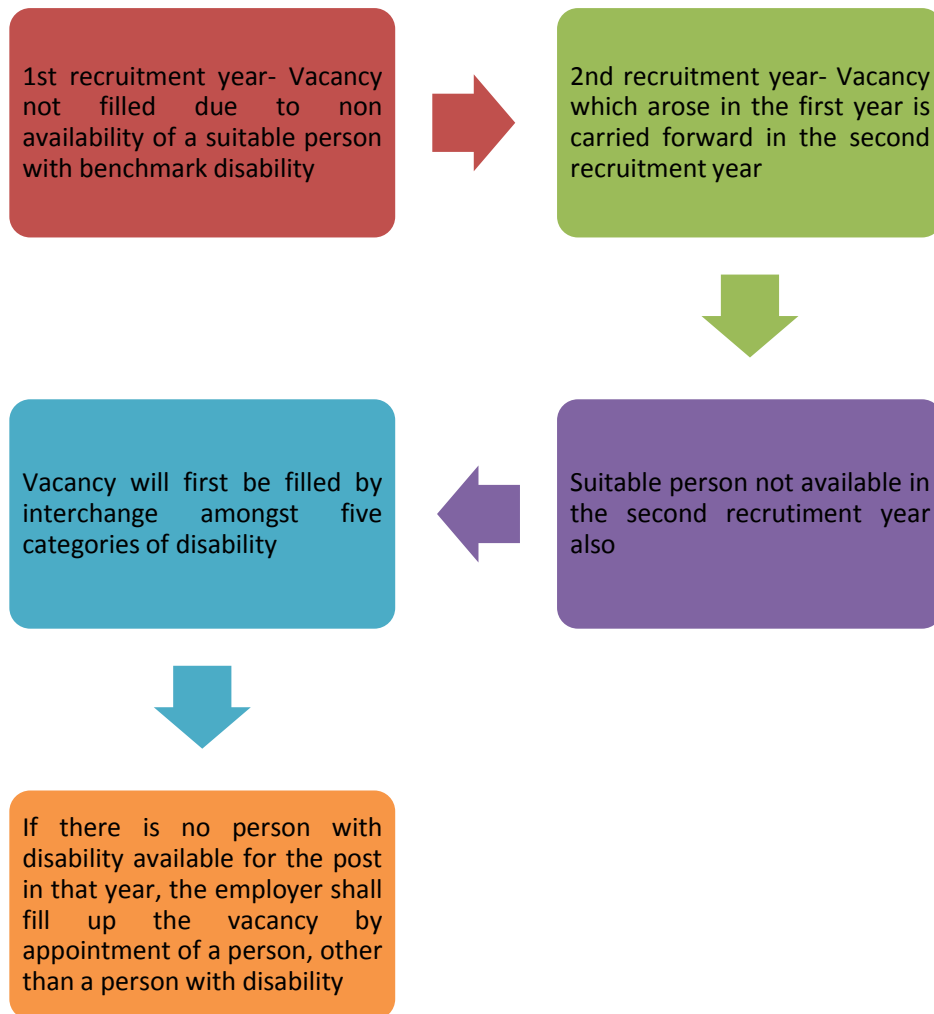 1st recruitment year- Vacancy
not filled due to non
availability of a suitable person
with benchmark disability
2nd recruitment year- Vacancy
which arose in the first year is
carried forward in the second
recruitment year
Suitable person not available in
the second recrutiment year
also
Vacancy will first be filled by
interchange amongst five
categories of disability
If there is no person with
disability available for the post
in that year, the employer shall
fill up the vacancy by
appointment of a person, other
than a person with disability